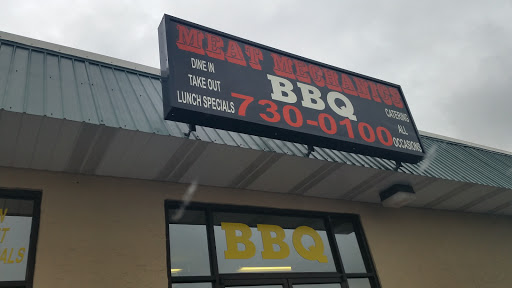 MEAT MECHANICS
BBQ
DINE IN
TAKE OUT
LUNCH SPECIALS
730-0100
CATERING
ALL
OCCASIONS
BBQ